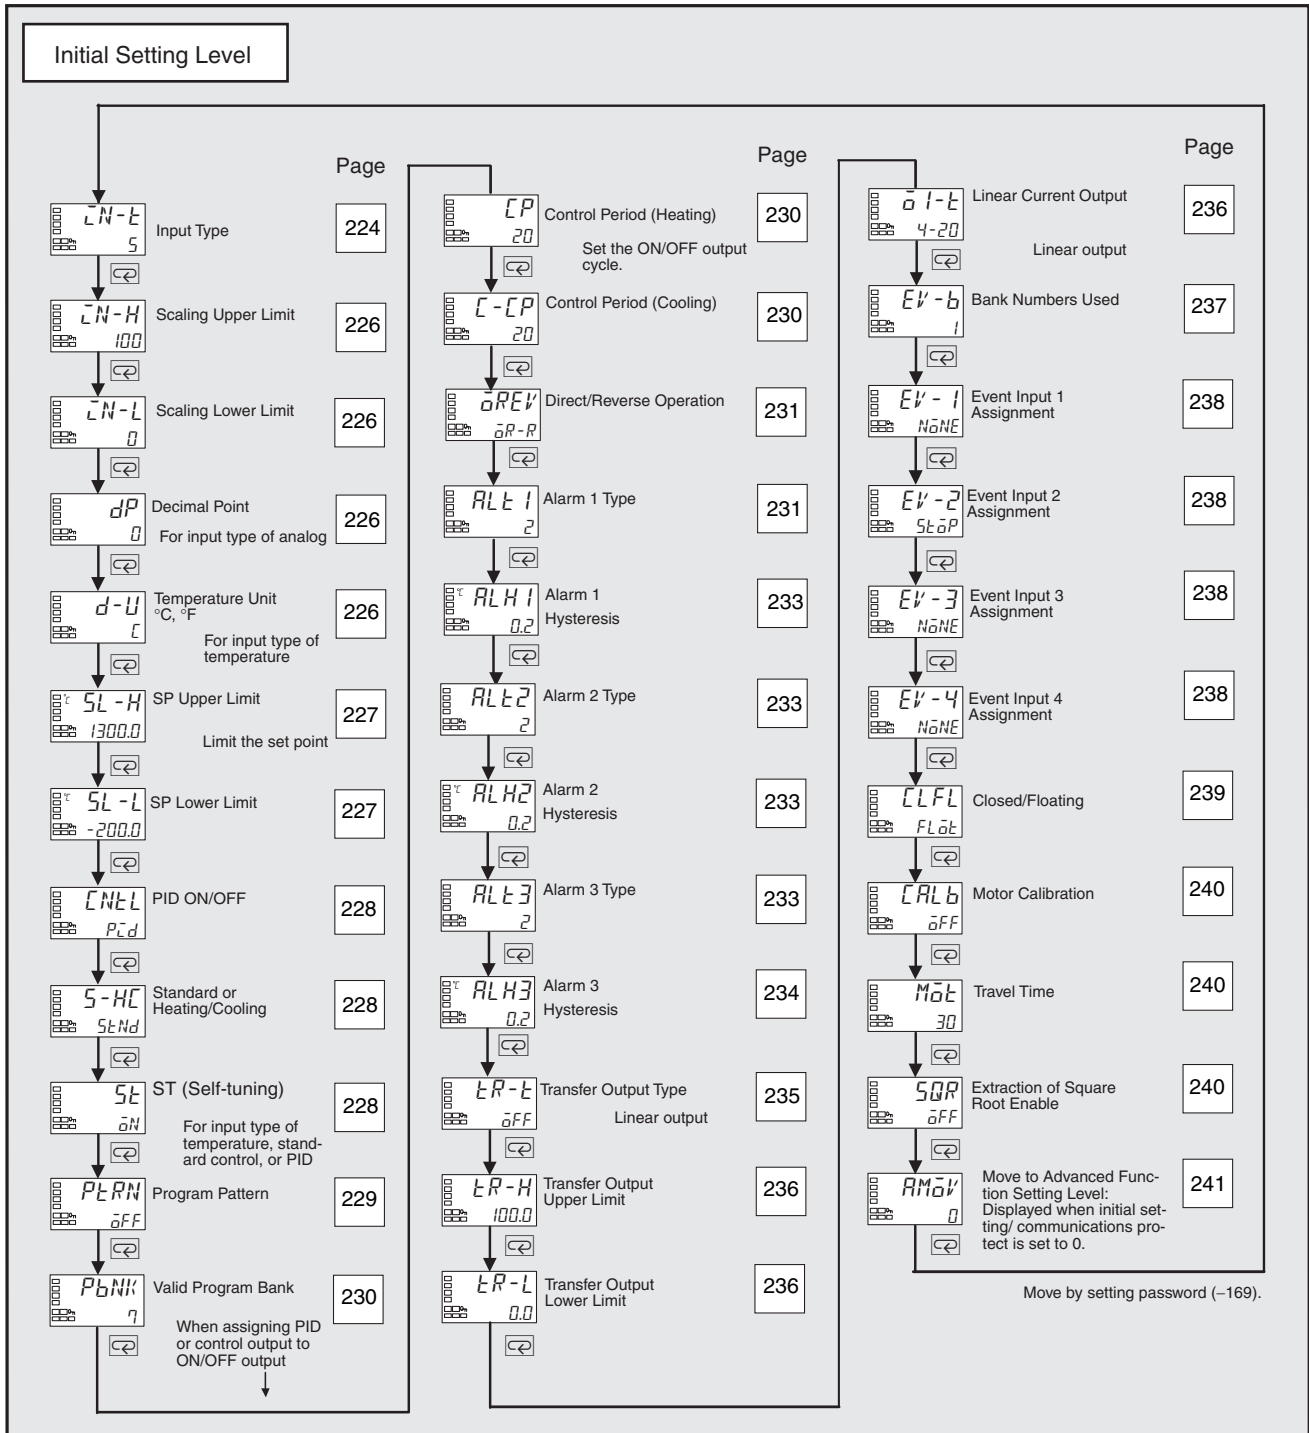 Initial Setting Level
Page
iN-t
5
Input Type
224
iN-H
100
Scaling Upper Limit
226
iN-L
0
Scaling Lower Limit
226
dP
0
Decimal Point
For input type of analog
226
d-U
C
Temperature Unit
°C, °F
For input type of
temperature
226
°C
SL-H
1300.0
SP Upper Limit
Limit the set point
227
°C
SL-L
-200.0
SP Lower Limit
227
CNtL
Pid
PID ON/OFF
228
S-HC
StNd
Standard or
Heating/Cooling
228
St
oN
ST (Self-tuning)
For input type of
temperature, stand-
ard control, or PID
228
PtRN
oFF
Program Pattern
229
PbNK
7
Valid Program Bank
When assigning PID
or control output to
ON/OFF output
230
Page
CP
20
Control Period (Heating)
Set the ON/OFF output
cycle.
230
C-CP
20
Control Period (Cooling)
230
oREV
oR-R
Direct/Reverse Operation
231
ALt1
2
Alarm 1 Type
231
°C
ALH1
0.2
Alarm 1
Hysteresis
233
ALt2
2
Alarm 2 Type
233
°C
ALH2
0.2
Alarm 2
Hysteresis
233
ALt3
2
Alarm 3 Type
233
°C
ALH3
0.2
Alarm 3
Hysteresis
234
tR-t
oFF
Transfer Output Type
Linear output
235
tR-H
100.0
Transfer Output
Upper Limit
236
tR-L
0.0
Transfer Output
Lower Limit
236
Page
o1-t
4-20
Linear Current Output
Linear output
236
EV-b
1
Bank Numbers Used
237
EV-1
NoNE
Event Input 1
Assignment
238
EV-2
StoP
Event Input 2
Assignment
238
EV-3
NoNE
Event Input 3
Assignment
238
EV-4
NoNE
Event Input 4
Assignment
238
CLFL
FLot
Closed/Floating
239
CALb
oFF
Motor Calibration
240
Mot
30
Travel Time
240
SQR
oFF
Extraction of Square
Root Enable
240
AMoV
0
Move to Advanced Func-
tion Setting Level:
Displayed when initial set-
ting/ communications pro-
tect is set to 0.
241
Move by setting password (−169).